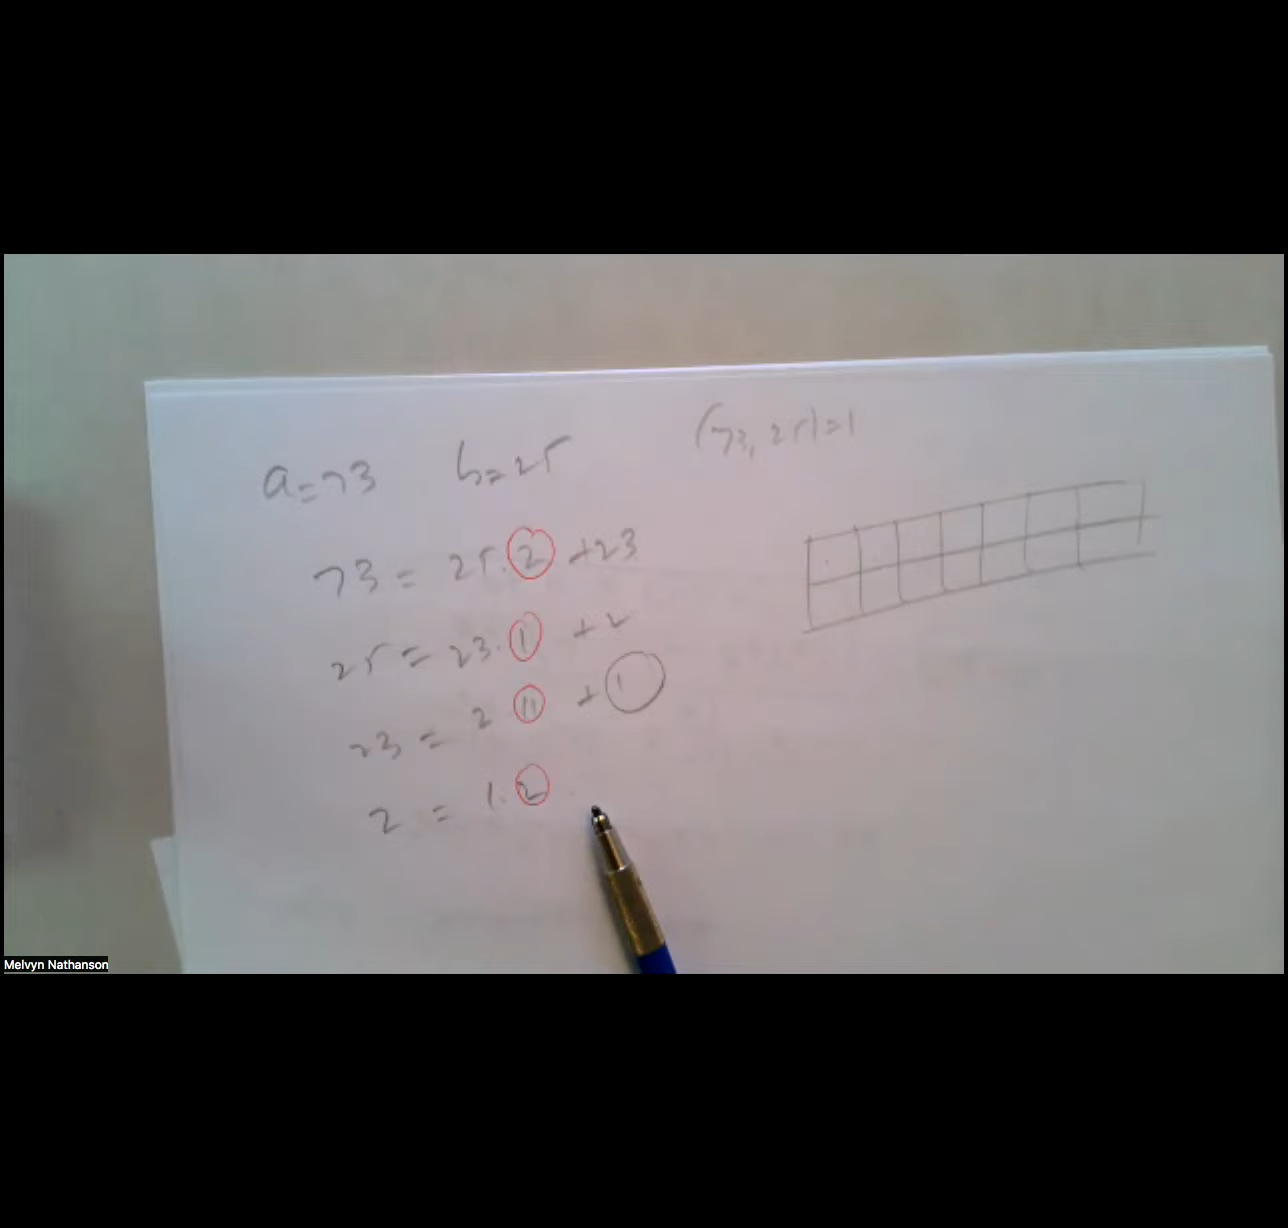 a=73 b=25 (73, 25)=1
73 = 25.2 +23
25 = 23.1 + 2
23 = 2 11 + 1
2 = 1.2
Melvyn Nathanson